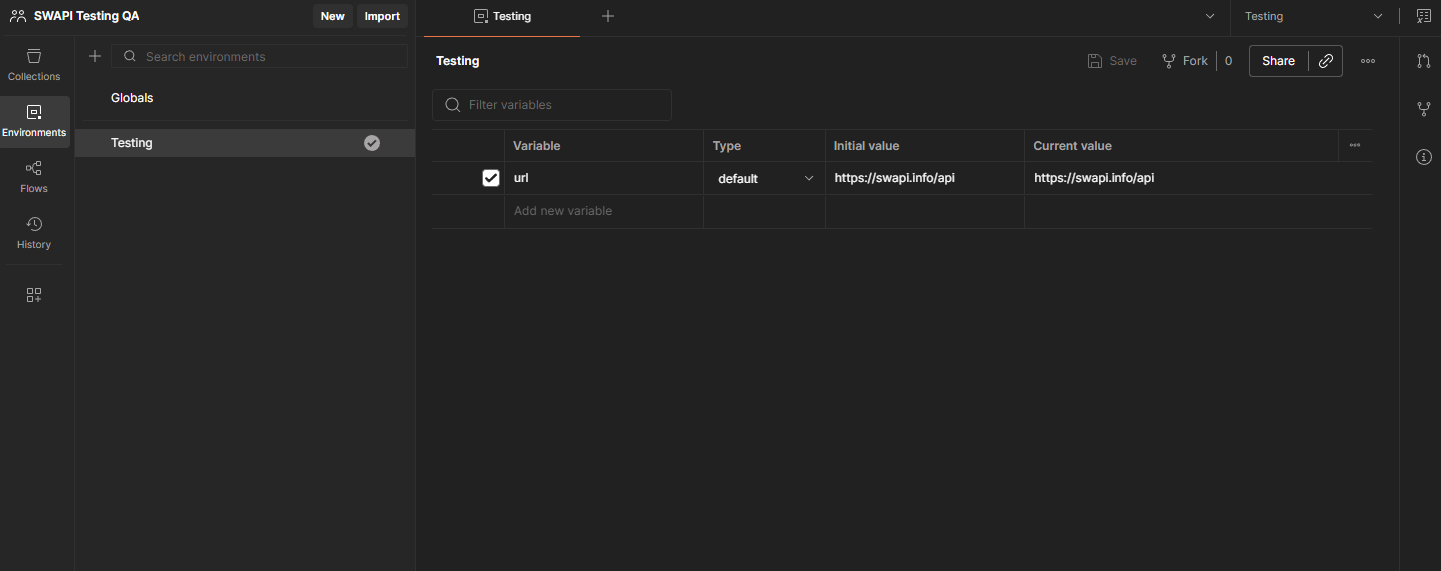 SWAPI Testing QA
New
Import
Testing
Testing
Collections
Environments
Flows
History
Search environments
Globals
Testing
Testing
Save
Fork
0
Share
Filter variables
Variable Type Initial value Current value
url default https://swapi.info/api https://swapi.info/api
Add new variable